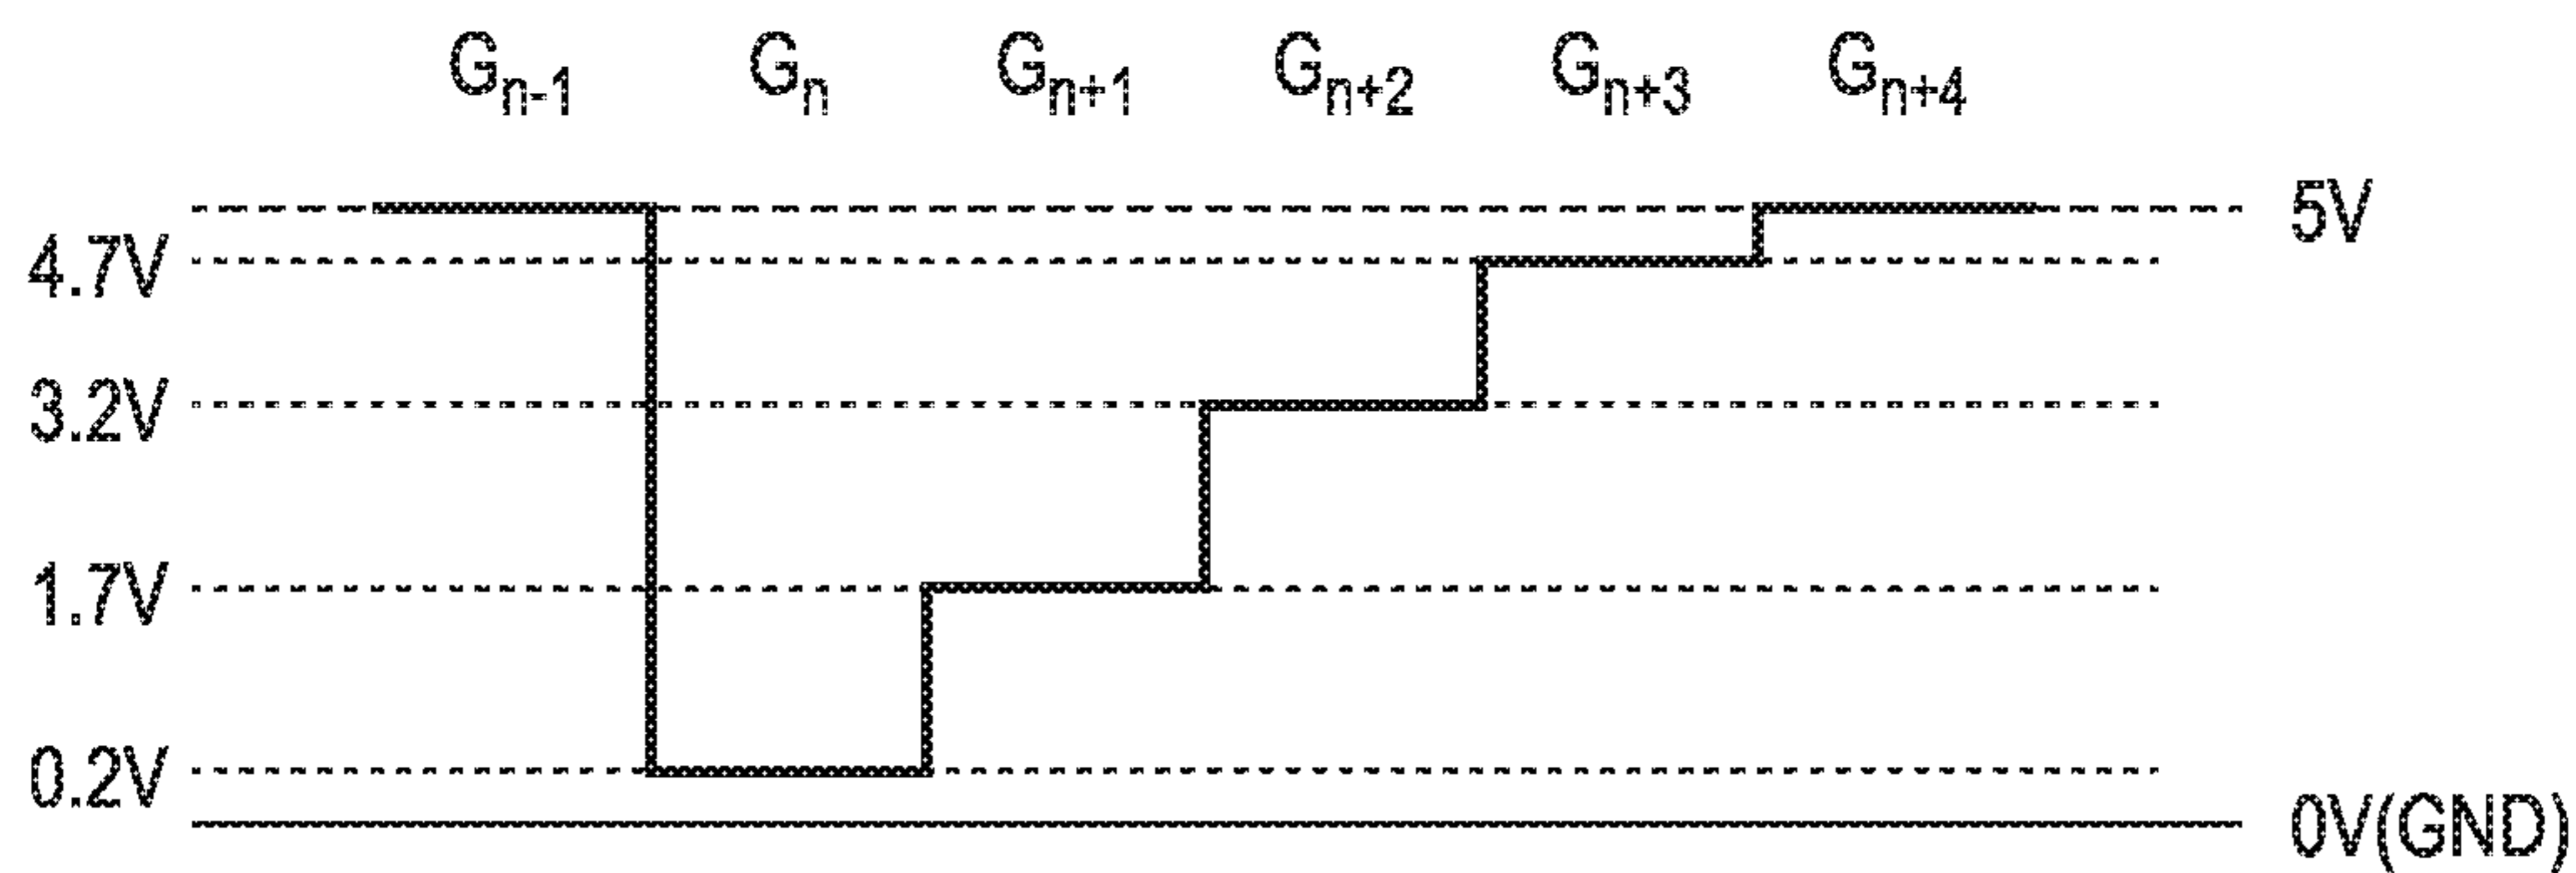 Gn-1 Gn Gn+1 Gn+2 Gn+3 Gn+4
5V
4.7V
3.2V
1.7V
0.2V
0V(GND)